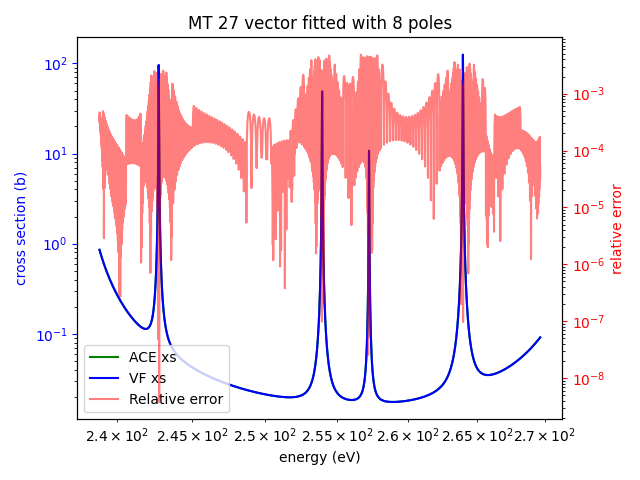 MT 27 vector fitted with 8 poles
cross section (b)
10²
10¹
10⁰
10⁻¹
10⁻³
10⁻⁴
10⁻⁵
10⁻⁶
10⁻⁷
10⁻⁸
relative error
ACE xs
VF xs
Relative error
2.4 × 10² 2.45 × 10² 2.5 × 10² 2.55 × 10² 2.6 × 10² 2.65 × 10² 2.7 × 10²
energy (eV)